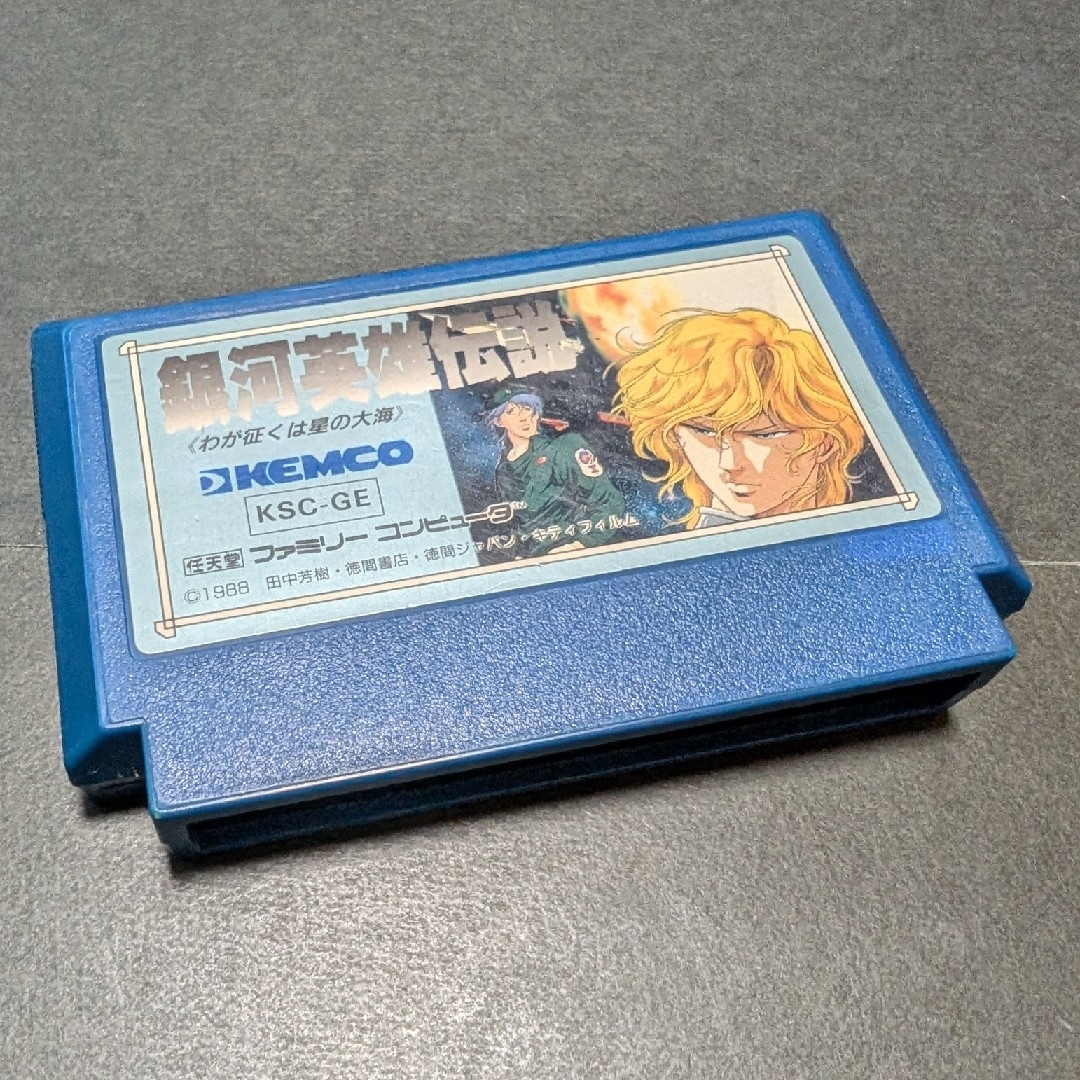 銀河英雄伝説
《わが征くは星の大海》
KEMCO
KSC-GE
任天堂 ファミリー コンピュータ™
©1988 田中芳樹・徳間書店・徳間ジャパン・キティフィルム